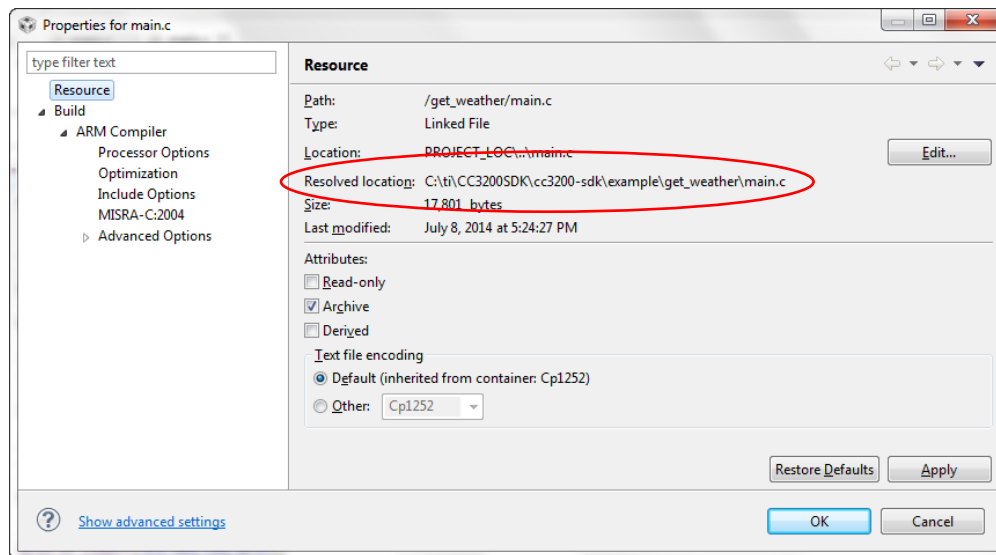 Properties for main.c
type filter text
Resource
Build
ARM Compiler
Processor Options
Optimization
Include Options
MISRA-C:2004
Advanced Options
Resource
Path: /get_weather/main.c
Type: Linked File
Location: PROJECT_LOC\..\main.c
Edit...
Resolved location: C:\ti\CC3200SDK\cc3200-sdk\example\get_weather\main.c
Size: 17,801 bytes
Last modified: July 8, 2014 at 5:24:27 PM
Attributes:
Read-only
Archive
Derived
Text file encoding
Default (inherited from container: Cp1252)
Other: Cp1252
Restore Defaults Apply
Show advanced settings
OK Cancel